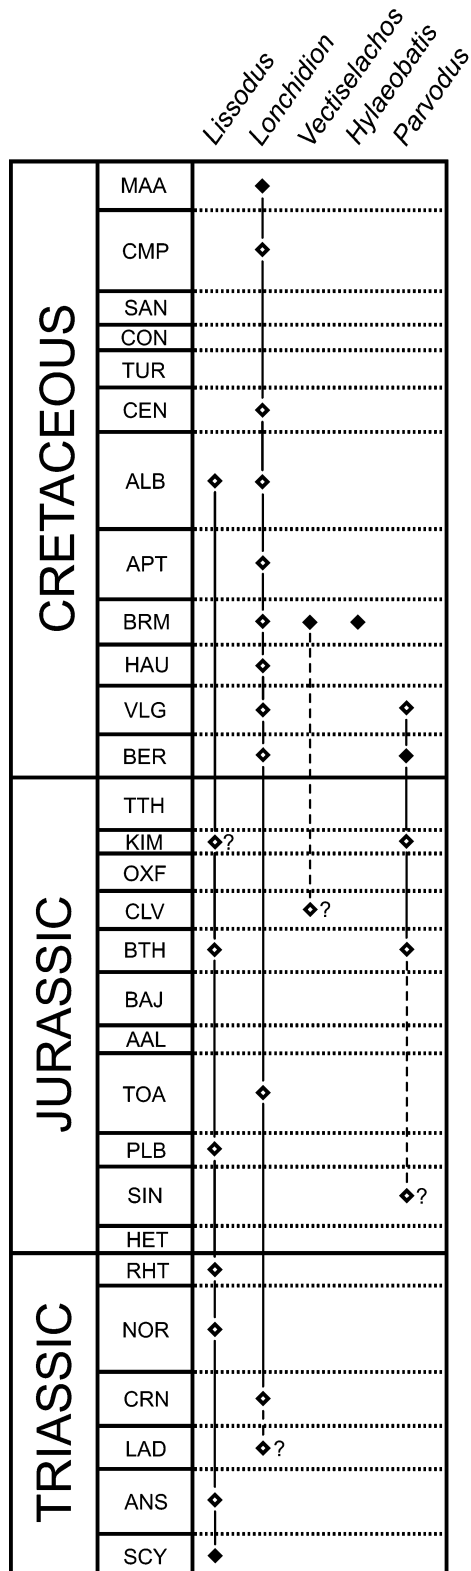 Lissodus
Lonchidion
Vectiselachos
Hylaeobatis
Parvodus
CRETACEOUS
MAA
CMP
SAN
CON
TUR
CEN
ALB
APT
BRM
HAU
VLG
BER
JURASSIC
TTH
KIM ?
OXF
CLV ?
BTH
BAJ
AAL
TOA
PLB
SIN ?
HET
TRIASSIC
RHT
NOR
CRN
LAD ?
ANS
SCY